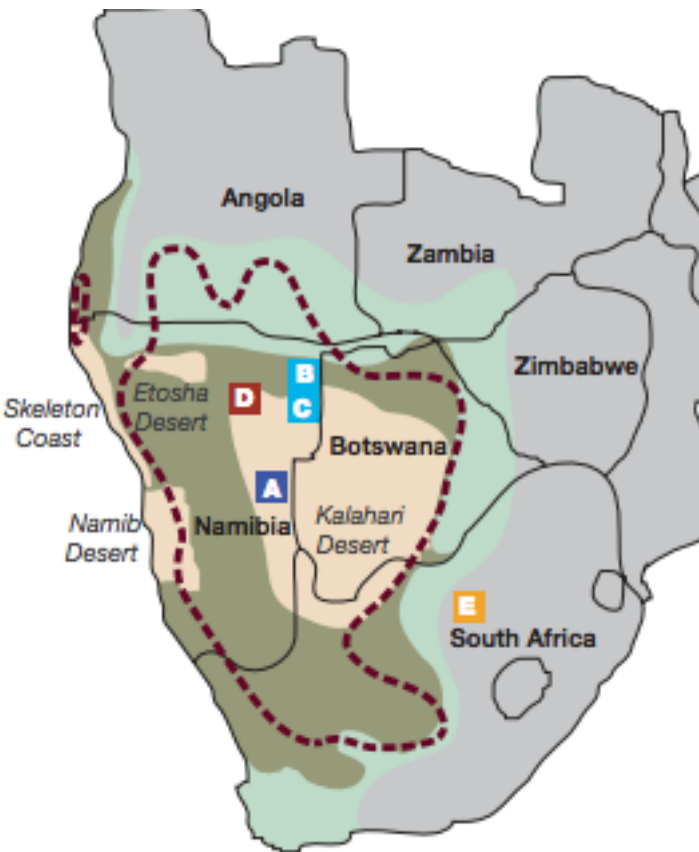 Angola
Zambia
Zimbabwe
Skeleton
Coast
Etosha
Desert
D
B
C
Botswana
A
Namib
Desert
Namibia
Kalahari
Desert
E
South Africa